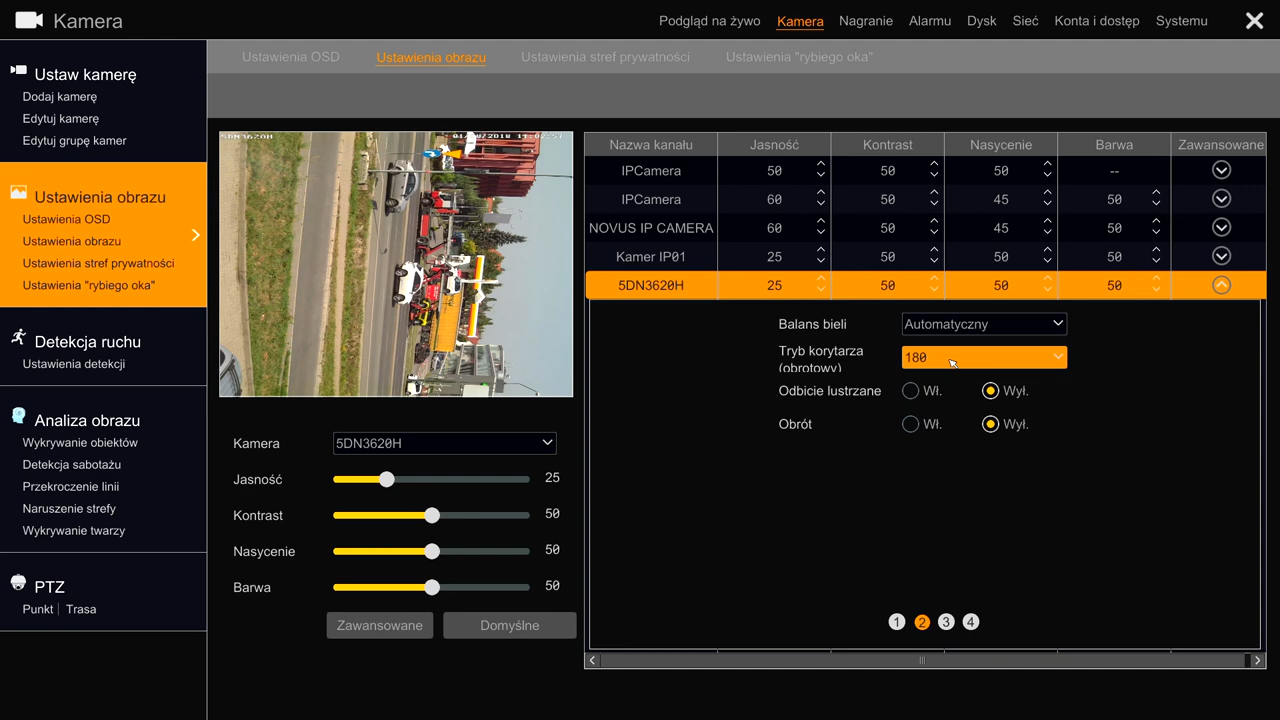 Kamera
Podgląd na żywo Kamera Nagranie Alarmu Dysk Sieć Konta i dostęp Systemu
Ustawienia OSD Ustawienia obrazu Ustawienia stref prywatności Ustawienia "rybiego oka"
Ustaw kamerę
Dodaj kamerę
Edytuj kamerę
Edytuj grupę kamer
Ustawienia obrazu
Ustawienia OSD
Ustawienia obrazu
Ustawienia stref prywatności
Ustawienia "rybiego oka"
Detekcja ruchu
Ustawienia detekcji
Analiza obrazu
Wykrywanie obiektów
Detekcja sabotażu
Przekroczenie linii
Naruszenie strefy
Wykrywanie twarzy
PTZ
Punkt | Trasa
5DN3620H
Kamera 5DN3620H
Jasność 25
Kontrast 50
Nasycenie 50
Barwa 50
Zawansowane Domyślne
Nazwa kanału Jasność Kontrast Nasycenie Barwa Zawansowane
IPCamera 50 50 50 --
IPCamera 60 50 45 50
NOVUS IP CAMERA 60 50 45 50
Kamer IP01 25 50 50 50
5DN3620H 25 50 50 50
Balans bieli Automatyczny
Tryb korytarza 180
(obrotowy)
Odbicie lustrzane Wł. Wył.
Obrót Wł. Wył.
1 2 3 4